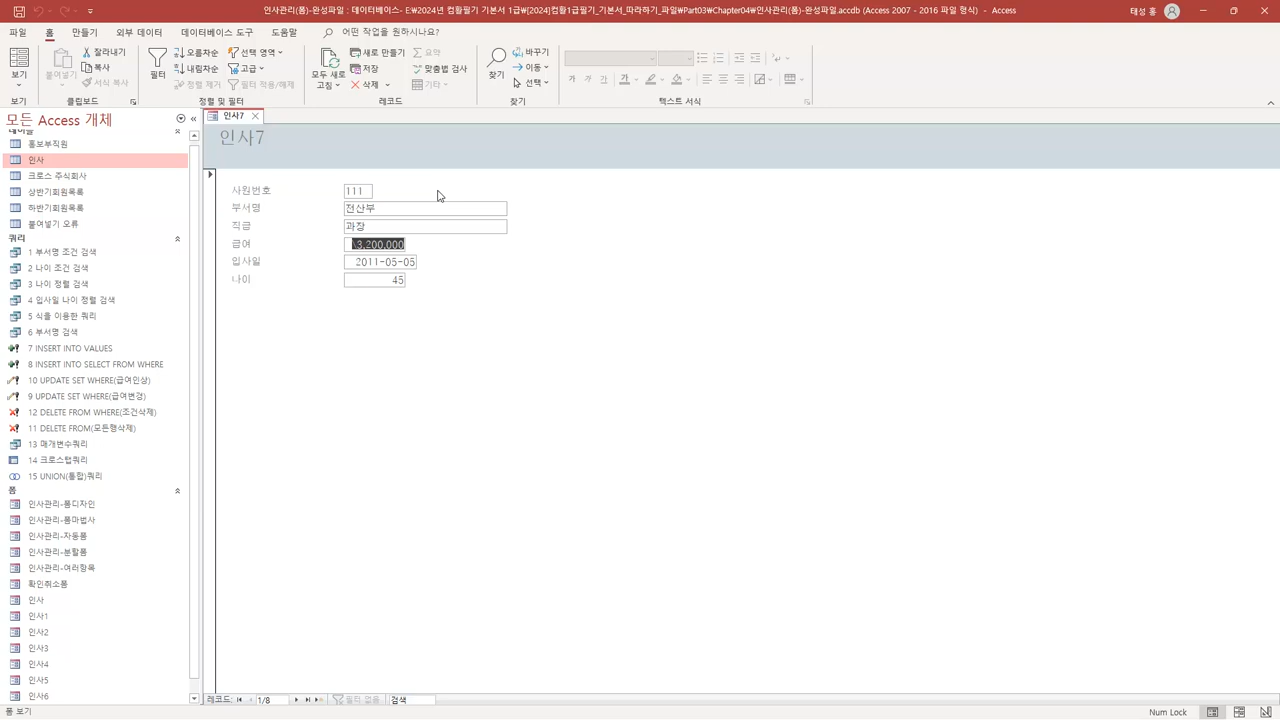 인사관리(폼)-완성파일 : 데이터베이스- E:₩2024년 컴활기 기본서 1급₩[2024]컴활1급필기_기본서_따라하기_파일₩Part03₩Chapter04₩인사관리(폼)-완성파일.accdb (Access 2007 - 2016 파일 형식) - Access
태성 홍
파일 홈 만들기 외부 데이터 데이터베이스 도구 도움말 어떤 작업을 원하시나요?
보기
보기
붙여넣기
잘라내기
복사
서식 복사
클립보드
필터
오름차순
내림차순
정렬 제거
선택 영역
고급
필터 적용/해제
정렬 및 필터
모두 새로 고침
새로 만들기
저장
삭제
요약
맞춤법 검사
기타
레코드
찾기
바꾸기
이동
선택
찾기
가 가 가
텍스트 서식
모든 Access 개체
테이블
홍보부직원
인사
크로스 주식회사
상반기회원목록
하반기회원목록
붙여넣기 오류
쿼리
1 부서명 조건 검색
2 나이 조건 검색
3 나이 정렬 검색
4 입사일 나이 정렬 검색
5 식을 이용한 쿼리
6 부서명 검색
7 INSERT INTO VALUES
8 INSERT INTO SELECT FROM WHERE
10 UPDATE SET WHERE(급여인상)
9 UPDATE SET WHERE(급여변경)
12 DELETE FROM WHERE(조건삭제)
11 DELETE FROM(모든행삭제)
13 매개변수쿼리
14 크로스탭쿼리
15 UNION(통합)쿼리
폼
인사관리-폼디자인
인사관리-폼마법사
인사관리-자동폼
인사관리-분할폼
인사관리-여러항목
확인취소폼
인사
인사1
인사2
인사3
인사4
인사5
인사6
인사7
인사7
사원번호 111
부서명 전산부
직급 과장
급여 \3,200,000
입사일 2011-05-05
나이 45
레코드: 1/8 필터 없음 검색
폼 보기
Num Lock